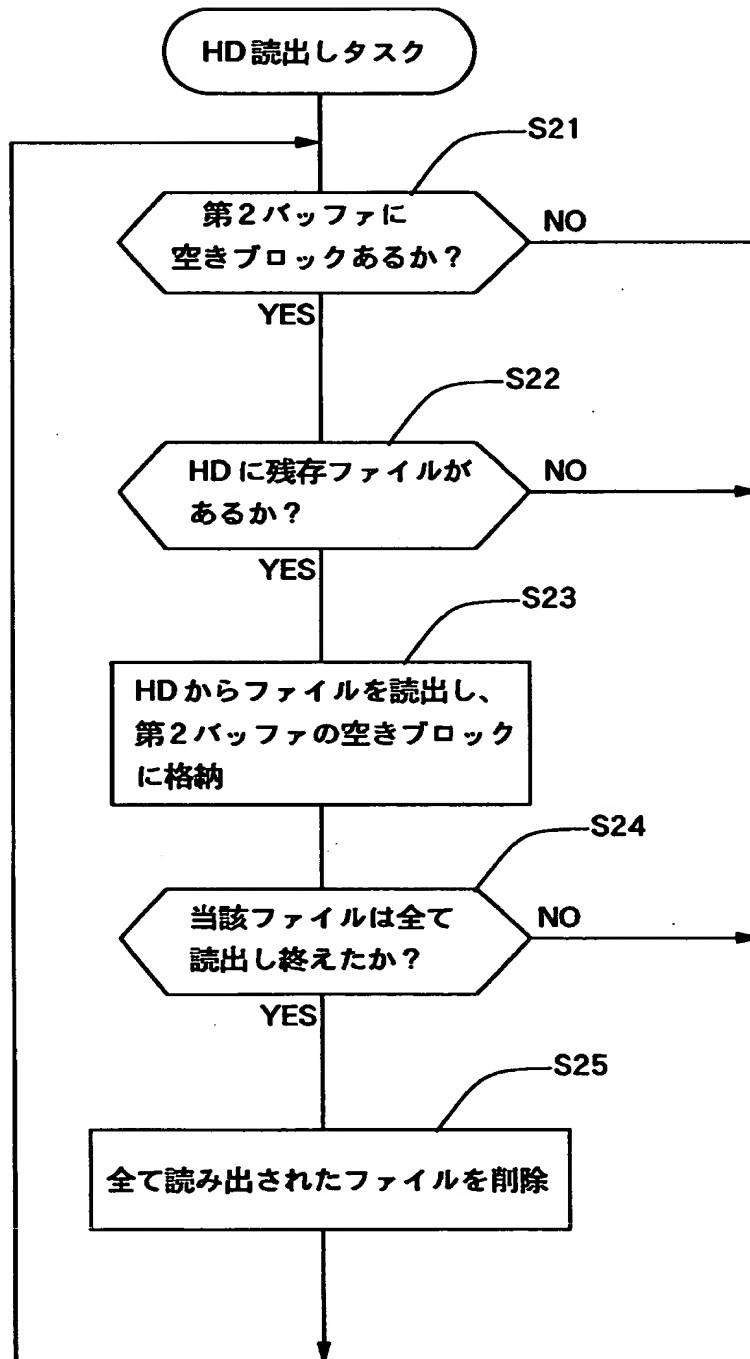 HD読出しタスク
S21
第2バッファに
空きブロックあるか?
NO
YES
S22
HDに残存ファイルが
あるか?
NO
YES
S23
HDからファイルを読出し、
第2バッファの空きブロック
に格納
S24
当該ファイルは全て
読出し終えたか?
NO
YES
S25
全て読み出されたファイルを削除